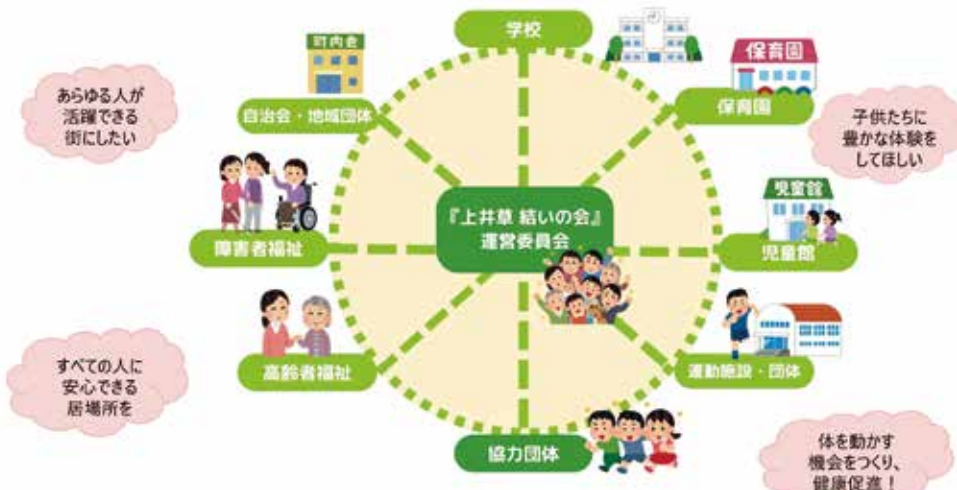 学校
町内会
保育園
自治会・地域団体
保育園
あらゆる人が
活躍できる
街にしたい
子供たちに
豊かな体験を
してほしい
児童館
『上井草 結いの会』
運営委員会
障害者福祉
児童館
すべての人に
安心できる
居場所を
高齢者福祉
運動施設・団体
協力団体
体を動かす
機会をつくり、
健康促進！